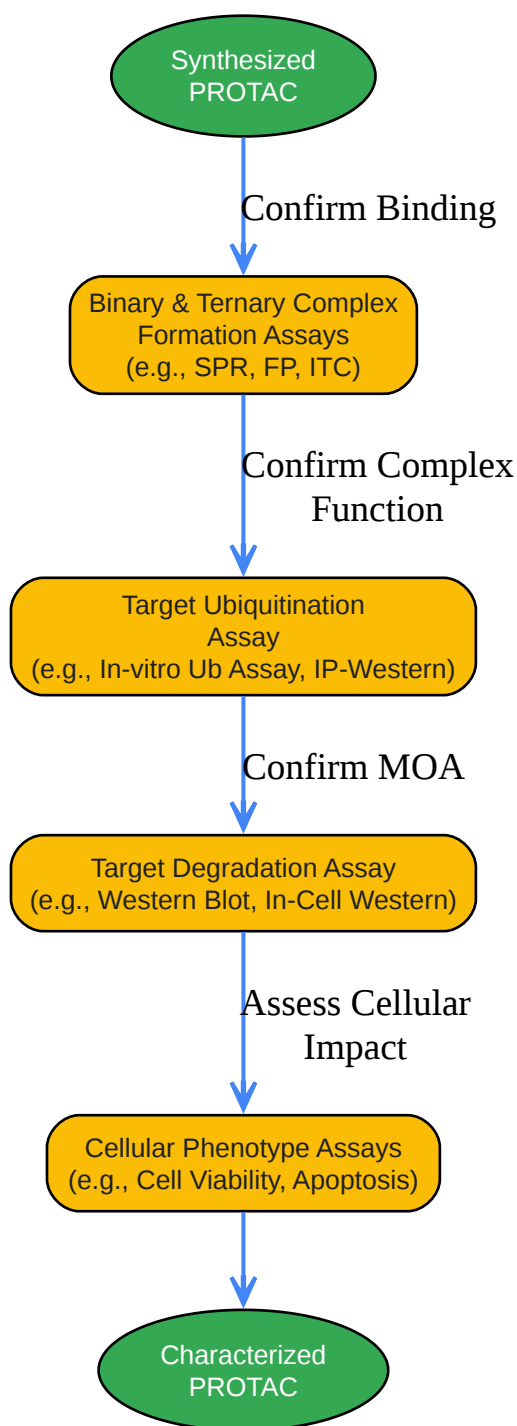 Synthesized
PROTAC
Confirm Binding
Binary & Ternary Complex
Formation Assays
(e.g., SPR, FP, ITC)
Confirm Complex
Function
Target Ubiquitination
Assay
(e.g., In-vitro Ub Assay, IP-Western)
Confirm MOA
Target Degradation Assay
(e.g., Western Blot, In-Cell Western)
Assess Cellular
Impact
Cellular Phenotype Assays
(e.g., Cell Viability, Apoptosis)
Characterized
PROTAC